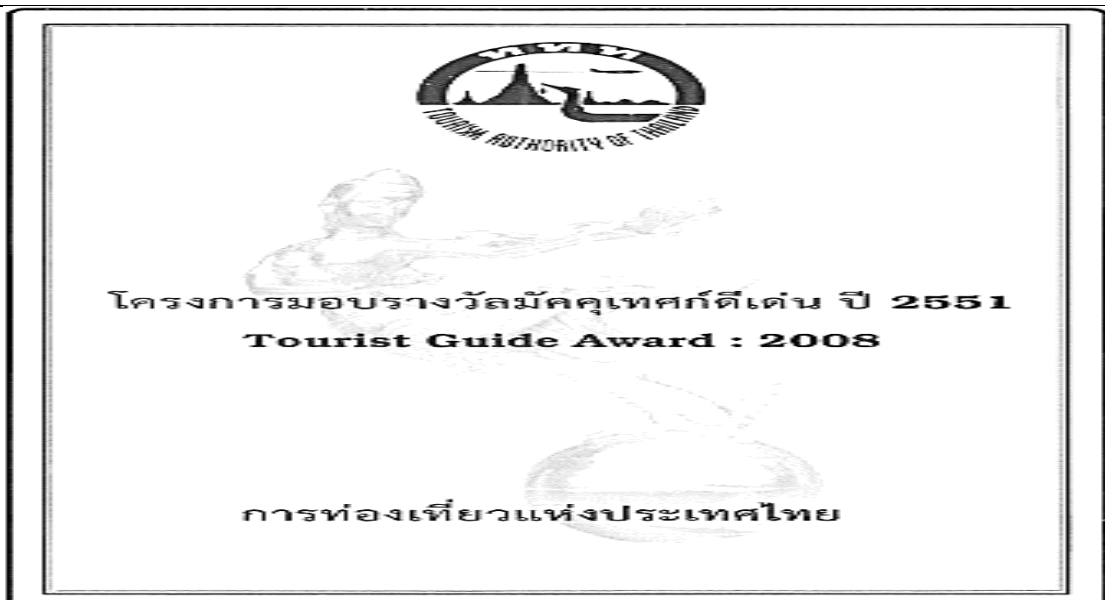 ททท
TOURISM AUTHORITY OF THAILAND
โครงการมอบรางวัลมัคคุเทศก์ดีเด่น ปี 2551
Tourist Guide Award : 2008
การท่องเที่ยวแห่งประเทศไทย